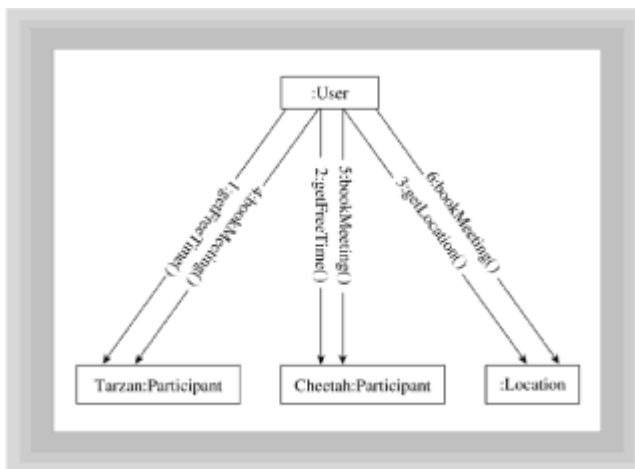 :User
1:getFreeTime()
4:bookMeeting()
2:getFreeTime()
5:bookMeeting()
3:getLocation()
6:bookMeeting()
Tarzan:Participant
Cheetah:Participant
:Location